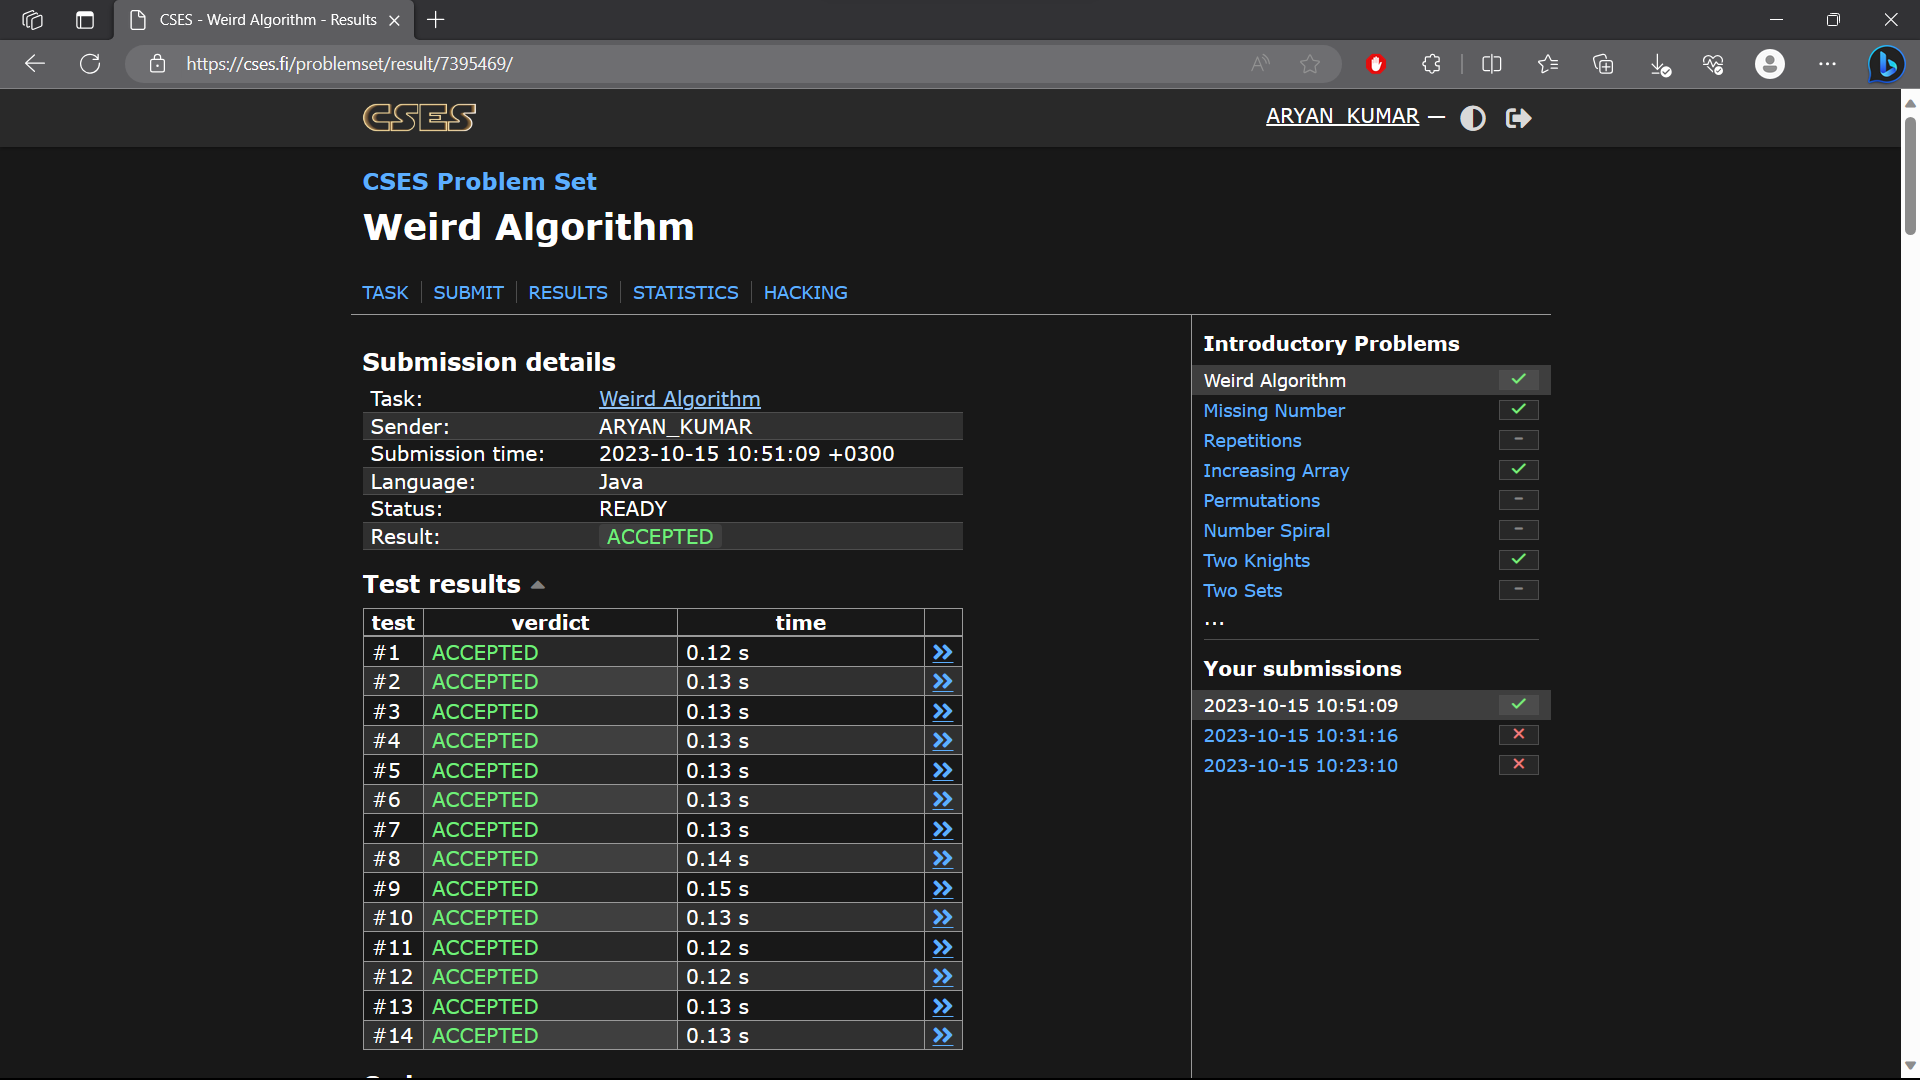 CSES - Weird Algorithm - Results
https://cses.fi/problemset/result/7395469/
CSES
ARYAN_KUMAR —
CSES Problem Set
Weird Algorithm
TASK | SUBMIT | RESULTS | STATISTICS | HACKING
Submission details
Task: Weird Algorithm
Sender: ARYAN_KUMAR
Submission time: 2023-10-15 10:51:09 +0300
Language: Java
Status: READY
Result: ACCEPTED
Test results
test verdict time
#1 ACCEPTED 0.12 s
#2 ACCEPTED 0.13 s
#3 ACCEPTED 0.13 s
#4 ACCEPTED 0.13 s
#5 ACCEPTED 0.13 s
#6 ACCEPTED 0.13 s
#7 ACCEPTED 0.13 s
#8 ACCEPTED 0.14 s
#9 ACCEPTED 0.15 s
#10 ACCEPTED 0.13 s
#11 ACCEPTED 0.12 s
#12 ACCEPTED 0.12 s
#13 ACCEPTED 0.13 s
#14 ACCEPTED 0.13 s
Introductory Problems
Weird Algorithm
Missing Number
Repetitions
Increasing Array
Permutations
Number Spiral
Two Knights
Two Sets
...
Your submissions
2023-10-15 10:51:09
2023-10-15 10:31:16
2023-10-15 10:23:10